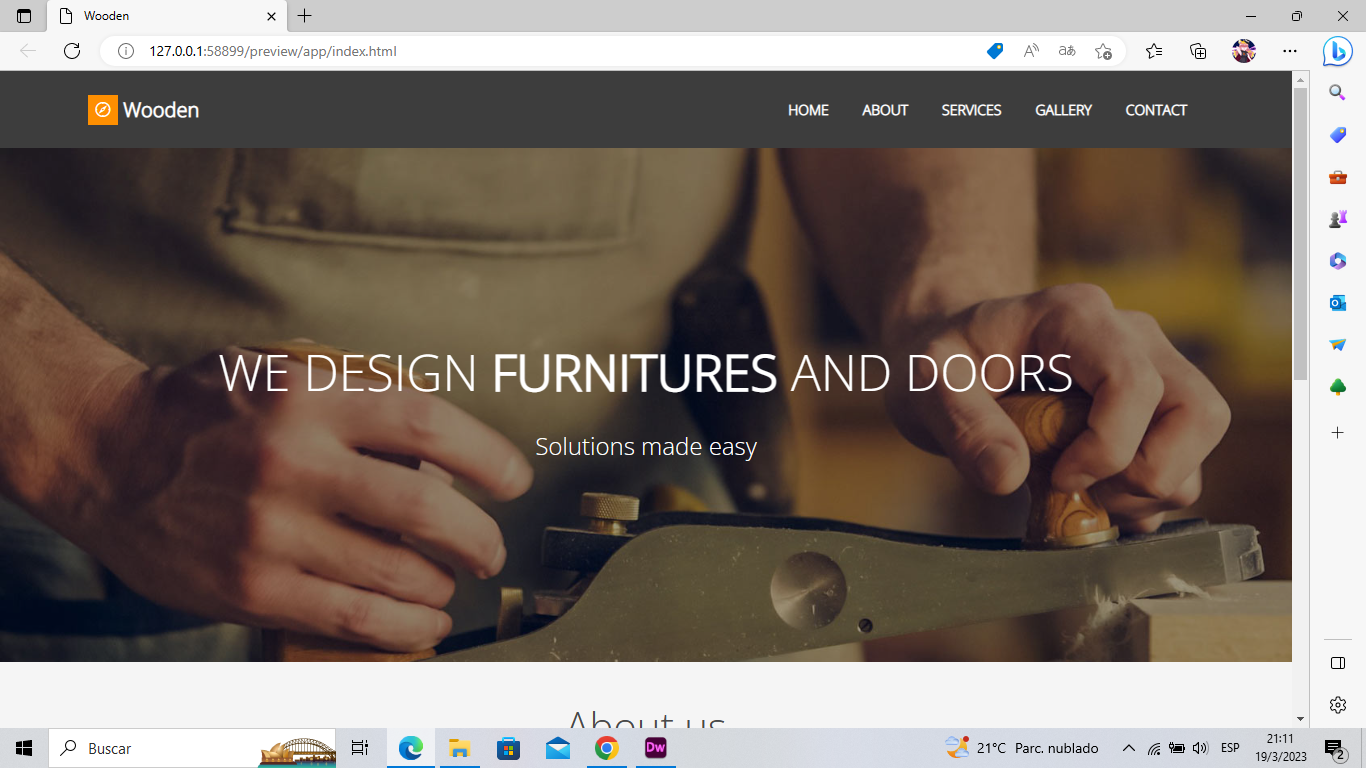 Wooden
127.0.0.1:58899/preview/app/index.html
Wooden
HOME ABOUT SERVICES GALLERY CONTACT
WE DESIGN FURNITURES AND DOORS
Solutions made easy
About us
Buscar
Dw
21°C Parc. nublado
ESP
21:11
19/3/2023
2